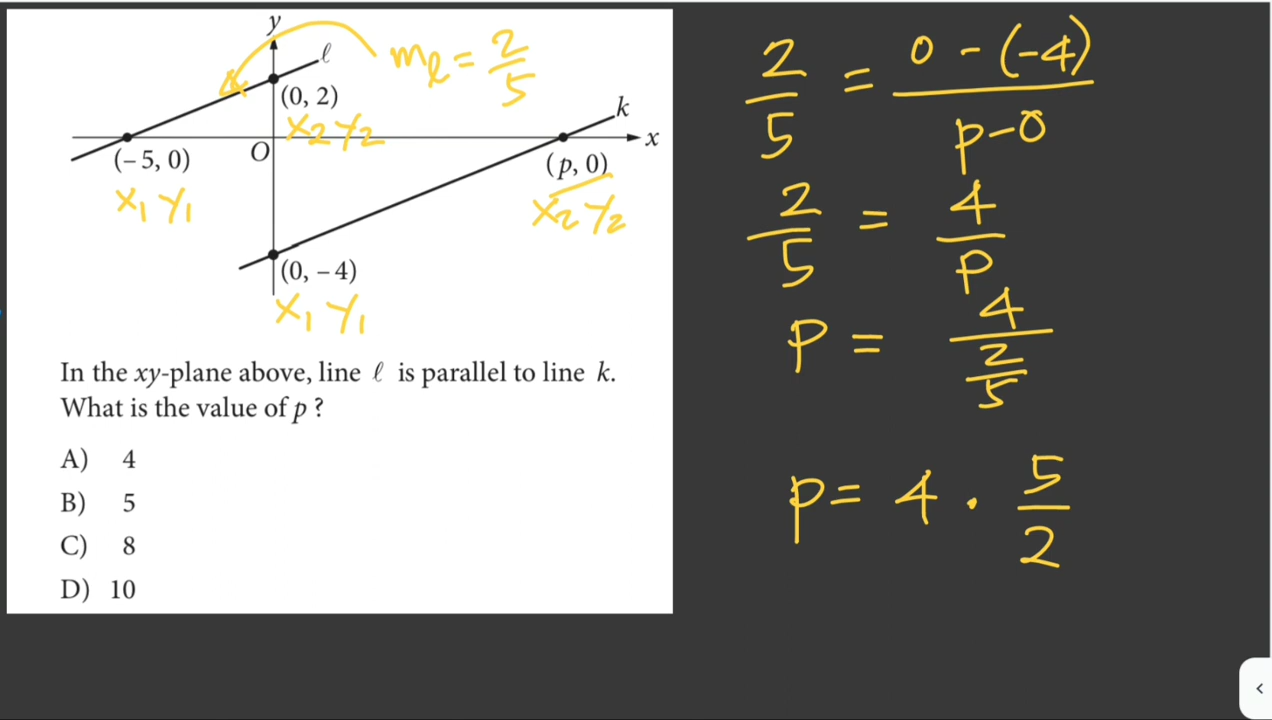 y
ℓ
mℓ = 2/5
(0, 2)
x2 y2
k
x
(– 5, 0)
O
(p, 0)
x1 y1
x2 y2
(0, – 4)
x1 y1
In the xy-plane above, line ℓ is parallel to line k.
What is the value of p ?
A) 4
B) 5
C) 8
D) 10
2/5 = 0 - (-4) / p-0
2/5 = 4/p
p = 4 / 2/5
p = 4 · 5/2
<